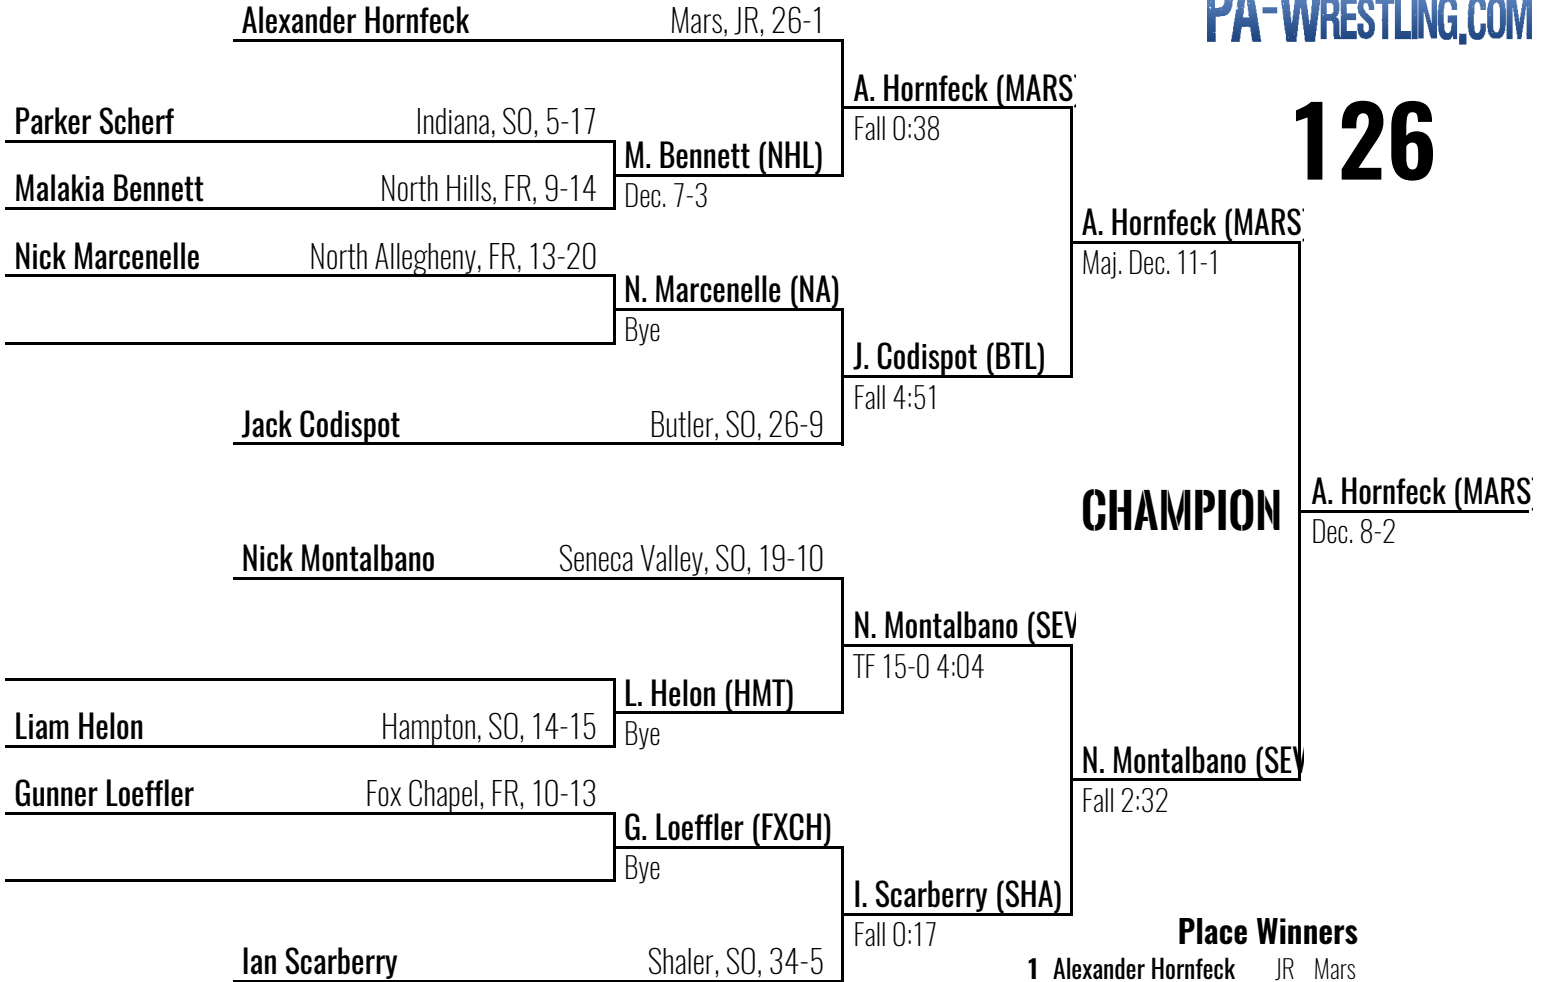 PA-WRESTLING.COM
126
Alexander Hornfeck Mars, JR, 26-1
A. Hornfeck (MARS)
Fall 0:38
Parker Scherf Indiana, SO, 5-17
M. Bennett (NHL)
Dec. 7-3
Malakia Bennett North Hills, FR, 9-14
A. Hornfeck (MARS)
Maj. Dec. 11-1
Nick Marcenelle North Allegheny, FR, 13-20
N. Marcenelle (NA)
Bye
J. Codispot (BTL)
Fall 4:51
Jack Codispot Butler, SO, 26-9
CHAMPION
A. Hornfeck (MARS)
Dec. 8-2
Nick Montalbano Seneca Valley, SO, 19-10
N. Montalbano (SEV
TF 15-0 4:04
L. Helon (HMT)
Bye
Liam Helon Hampton, SO, 14-15
N. Montalbano (SEV
Fall 2:32
Gunner Loeffler Fox Chapel, FR, 10-13
G. Loeffler (FXCH)
Bye
I. Scarberry (SHA)
Fall 0:17
Ian Scarberry Shaler, SO, 34-5
Place Winners
1 Alexander Hornfeck JR Mars